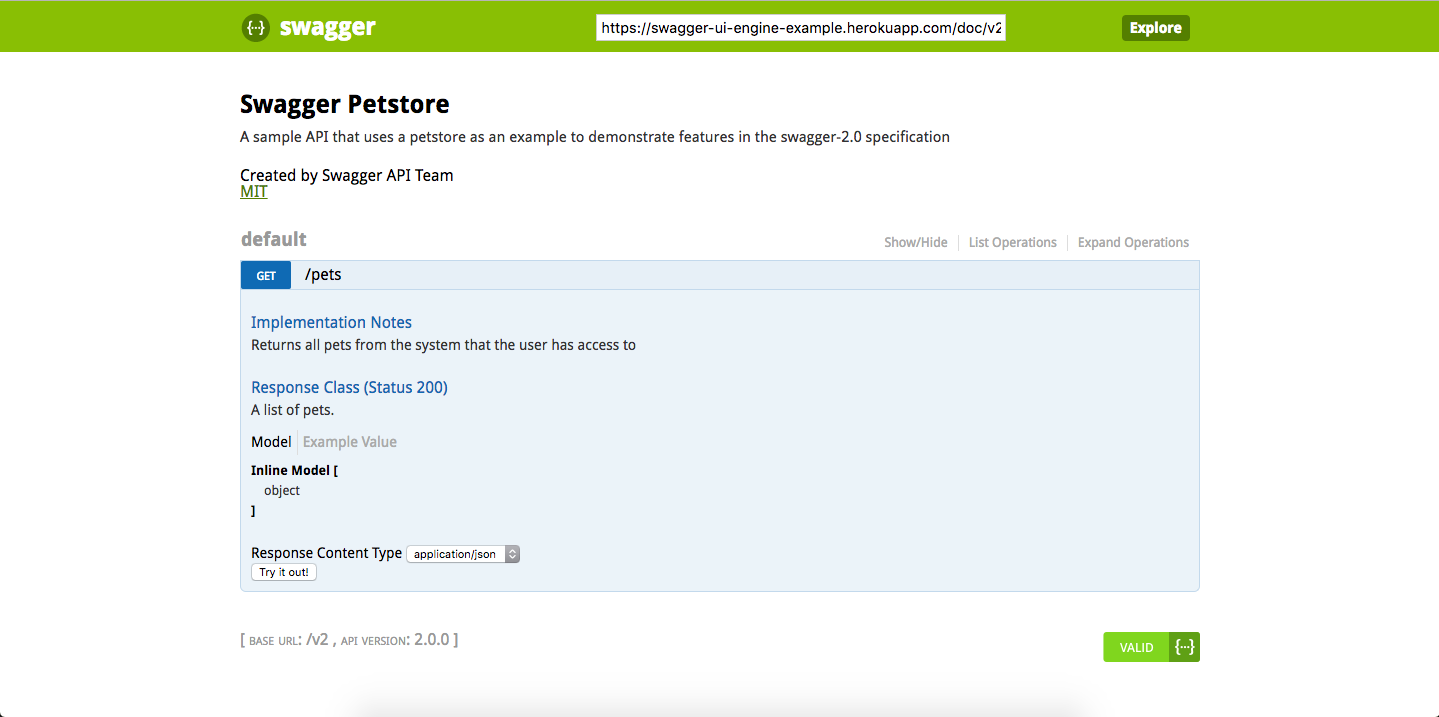 {··} swagger https://swagger-ui-engine-example.herokuapp.com/doc/v2 Explore
Swagger Petstore
A sample API that uses a petstore as an example to demonstrate features in the swagger-2.0 specification
Created by Swagger API Team
MIT
default Show/Hide List Operations Expand Operations
GET /pets
Implementation Notes
Returns all pets from the system that the user has access to
Response Class (Status 200)
A list of pets.
Model Example Value
Inline Model [
object
]
Response Content Type application/json
Try it out!
[ BASE URL: /v2 , API VERSION: 2.0.0 ]
VALID {···}